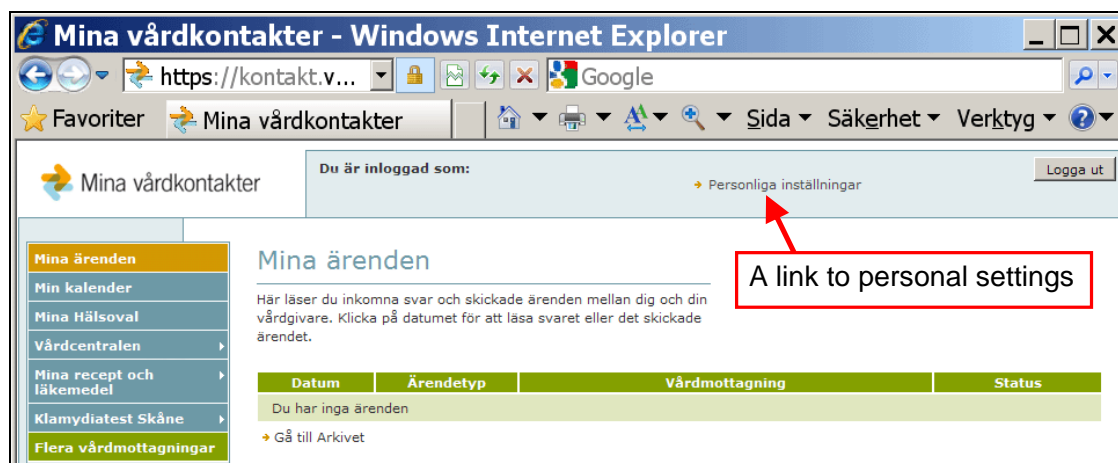 Mina vårdkontakter - Windows Internet Explorer
https://kontakt.v...
Google
Favoriter
Mina vårdkontakter
Sida
Säkerhet
Verktyg
Mina vårdkontakter
Du är inloggad som:
Personliga inställningar
Logga ut
A link to personal settings
Mina ärenden
Min kalender
Mina Hälsoval
Vårdcentralen
Mina recept och
läkemedel
Klamydiatest Skåne
Flera vårdmottagningar
Mina ärenden
Här läser du inkomna svar och skickade ärenden mellan dig och din
vårdgivare. Klicka på datumet för att läsa svaret eller det skickade
ärendet.
Datum Ärendetyp Vårdmottagning Status
Du har inga ärenden
Gå till Arkivet